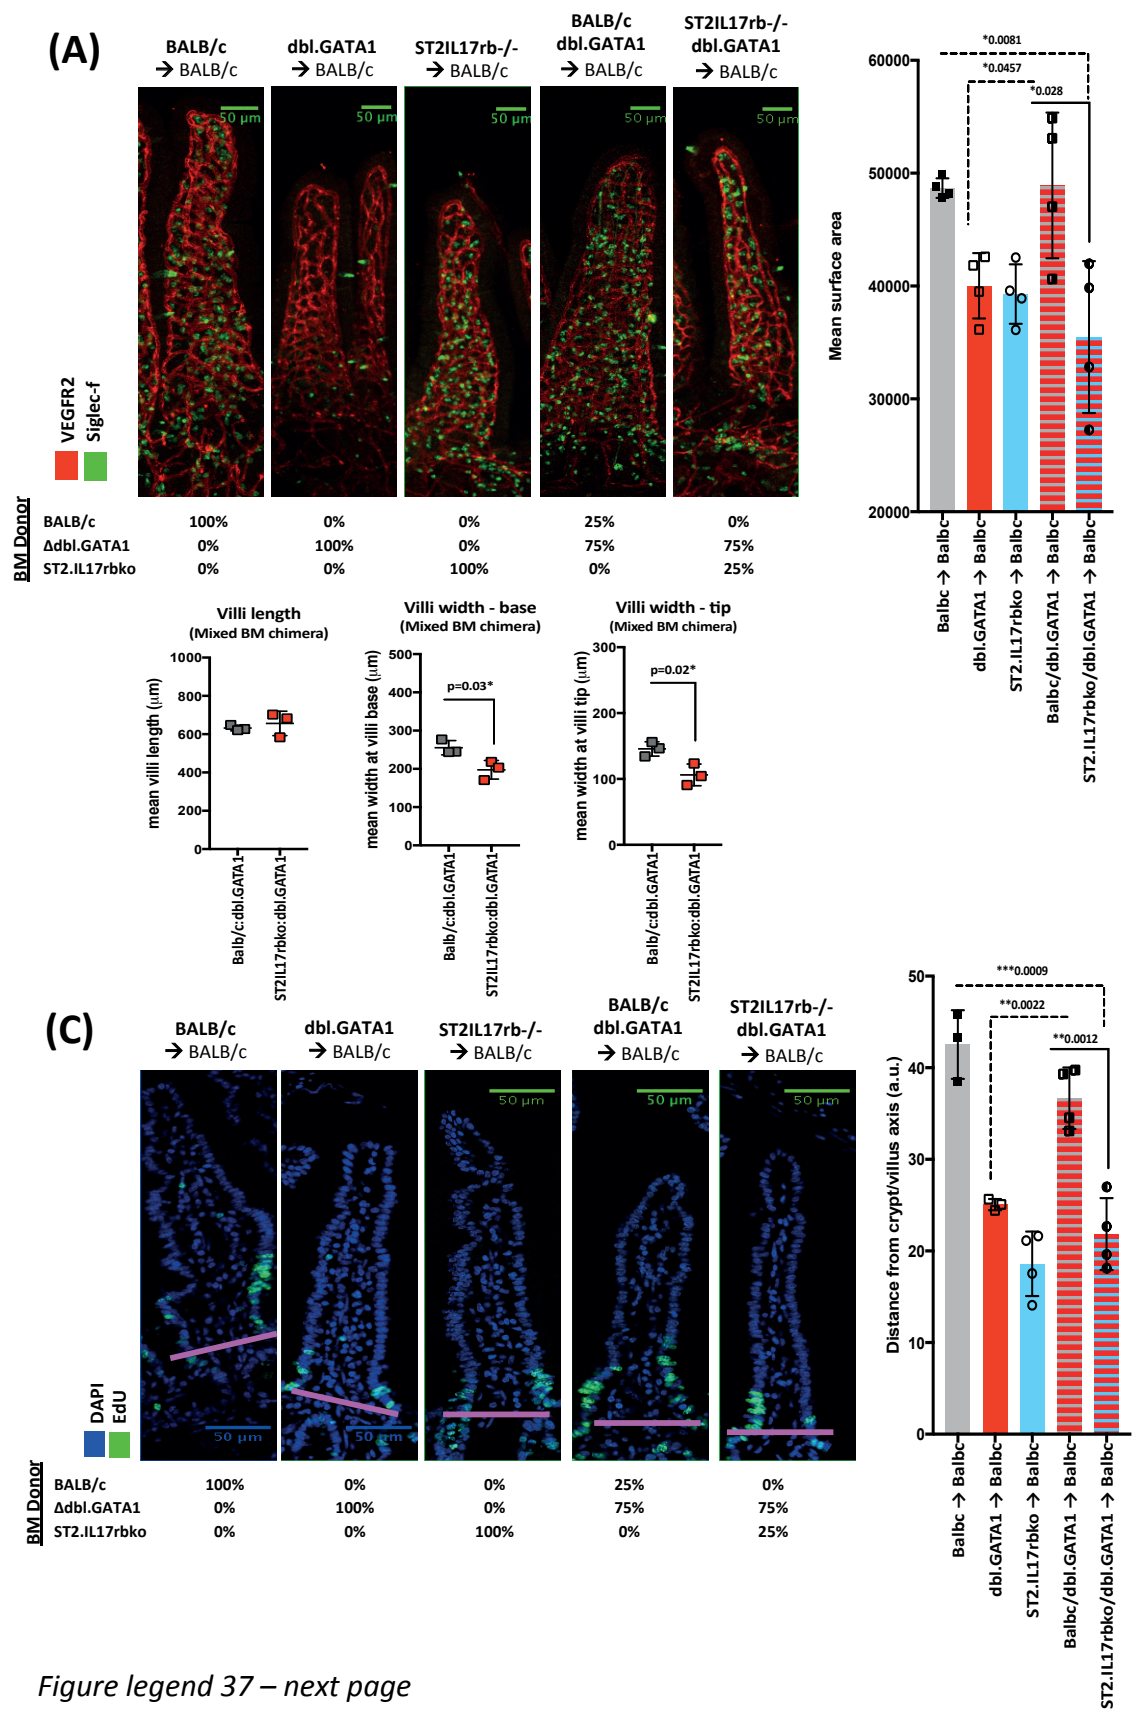 (A)
BALB/c
→ BALB/c
dbl.GATA1
→ BALB/c
ST2IL17rb-/-
→ BALB/c
BALB/c
dbl.GATA1
→ BALB/c
ST2IL17rb-/-
dbl.GATA1
→ BALB/c
50 μm
50 μm
50 μm
50 μm
50 μm
VEGFR2
Siglec-f
BM Donor
BALB/c 100% 0% 0% 25% 0%
Δdbl.GATA1 0% 100% 0% 75% 75%
ST2.IL17rbko 0% 0% 100% 0% 25%
*0.0081
*0.0457
*0.028
Mean surface area
60000
50000
40000
30000
20000
Balbc → Balbc
dbl.GATA1 → Balbc
ST2.IL17rbko → Balbc
Balbc/dbl.GATA1 → Balbc
ST2.IL17rbko/dbl.GATA1 → Balbc
Villi length
(Mixed BM chimera)
mean villi length (μm)
1000
800
600
400
200
0
Balb/c:dbl.GATA1
ST2IL17rbko:dbl.GATA1
Villi width - base
(Mixed BM chimera)
mean width at villi base (μm)
500
400
300
200
100
0
p=0.03*
Balb/c:dbl.GATA1
ST2IL17rbko:dbl.GATA1
Villi width - tip
(Mixed BM chimera)
mean width at villi tip (μm)
300
200
100
0
p=0.02*
Balb/c:dbl.GATA1
ST2IL17rbko:dbl.GATA1
(C)
BALB/c
→ BALB/c
dbl.GATA1
→ BALB/c
ST2IL17rb-/-
→ BALB/c
BALB/c
dbl.GATA1
→ BALB/c
ST2IL17rb-/-
dbl.GATA1
→ BALB/c
50 μm
50 μm
50 μm
50 μm
50 μm
DAPI
EdU
BM Donor
BALB/c 100% 0% 0% 25% 0%
Δdbl.GATA1 0% 100% 0% 75% 75%
ST2.IL17rbko 0% 0% 100% 0% 25%
***0.0009
**0.0022
**0.0012
Distance from crypt/villus axis (a.u.)
50
40
30
20
10
0
Balbc → Balbc
dbl.GATA1 → Balbc
ST2.IL17rbko → Balbc
Balbc/dbl.GATA1 → Balbc
ST2.IL17rbko/dbl.GATA1 → Balbc
Figure legend 37 – next page